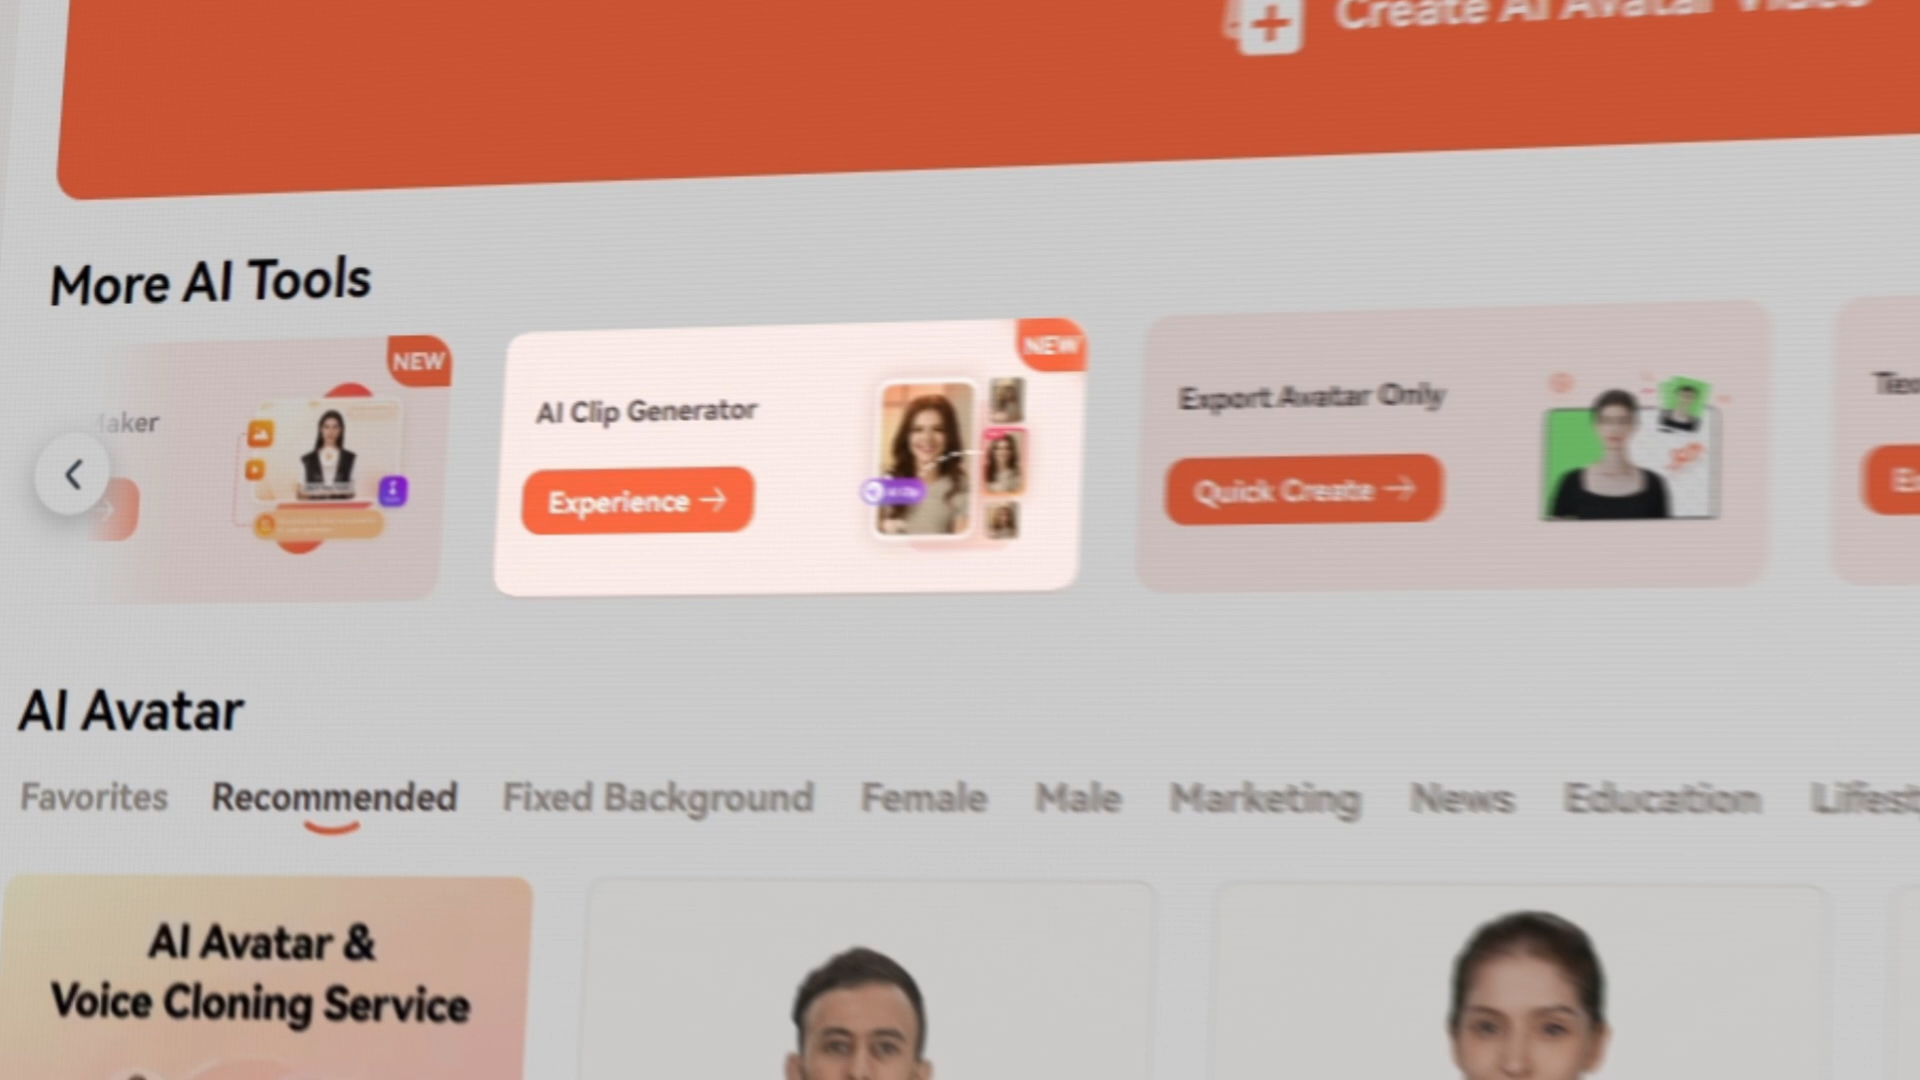 Create AI Avatar Video
More AI Tools
NEW
AI Clip Generator
Experience →
NEW
Export Avatar Only
Quick Create →
AI Avatar
Favorites
Recommended
Fixed Background
Female
Male
Marketing
News
Education
AI Avatar &
Voice Cloning Service